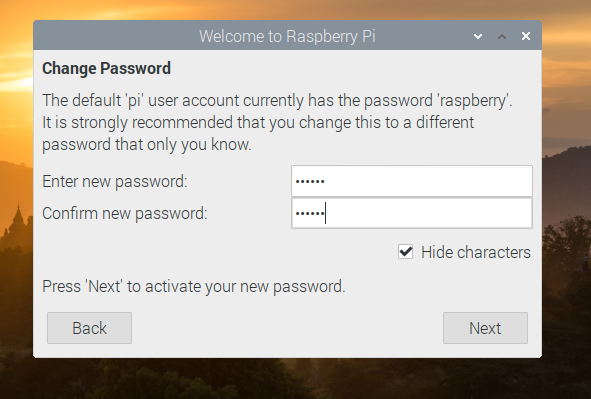 Welcome to Raspberry Pi
Change Password
The default 'pi' user account currently has the password 'raspberry'.
It is strongly recommended that you change this to a different
password that only you know.
Enter new password: ••••••
Confirm new password: ••••••
Hide characters
Press 'Next' to activate your new password.
Back Next